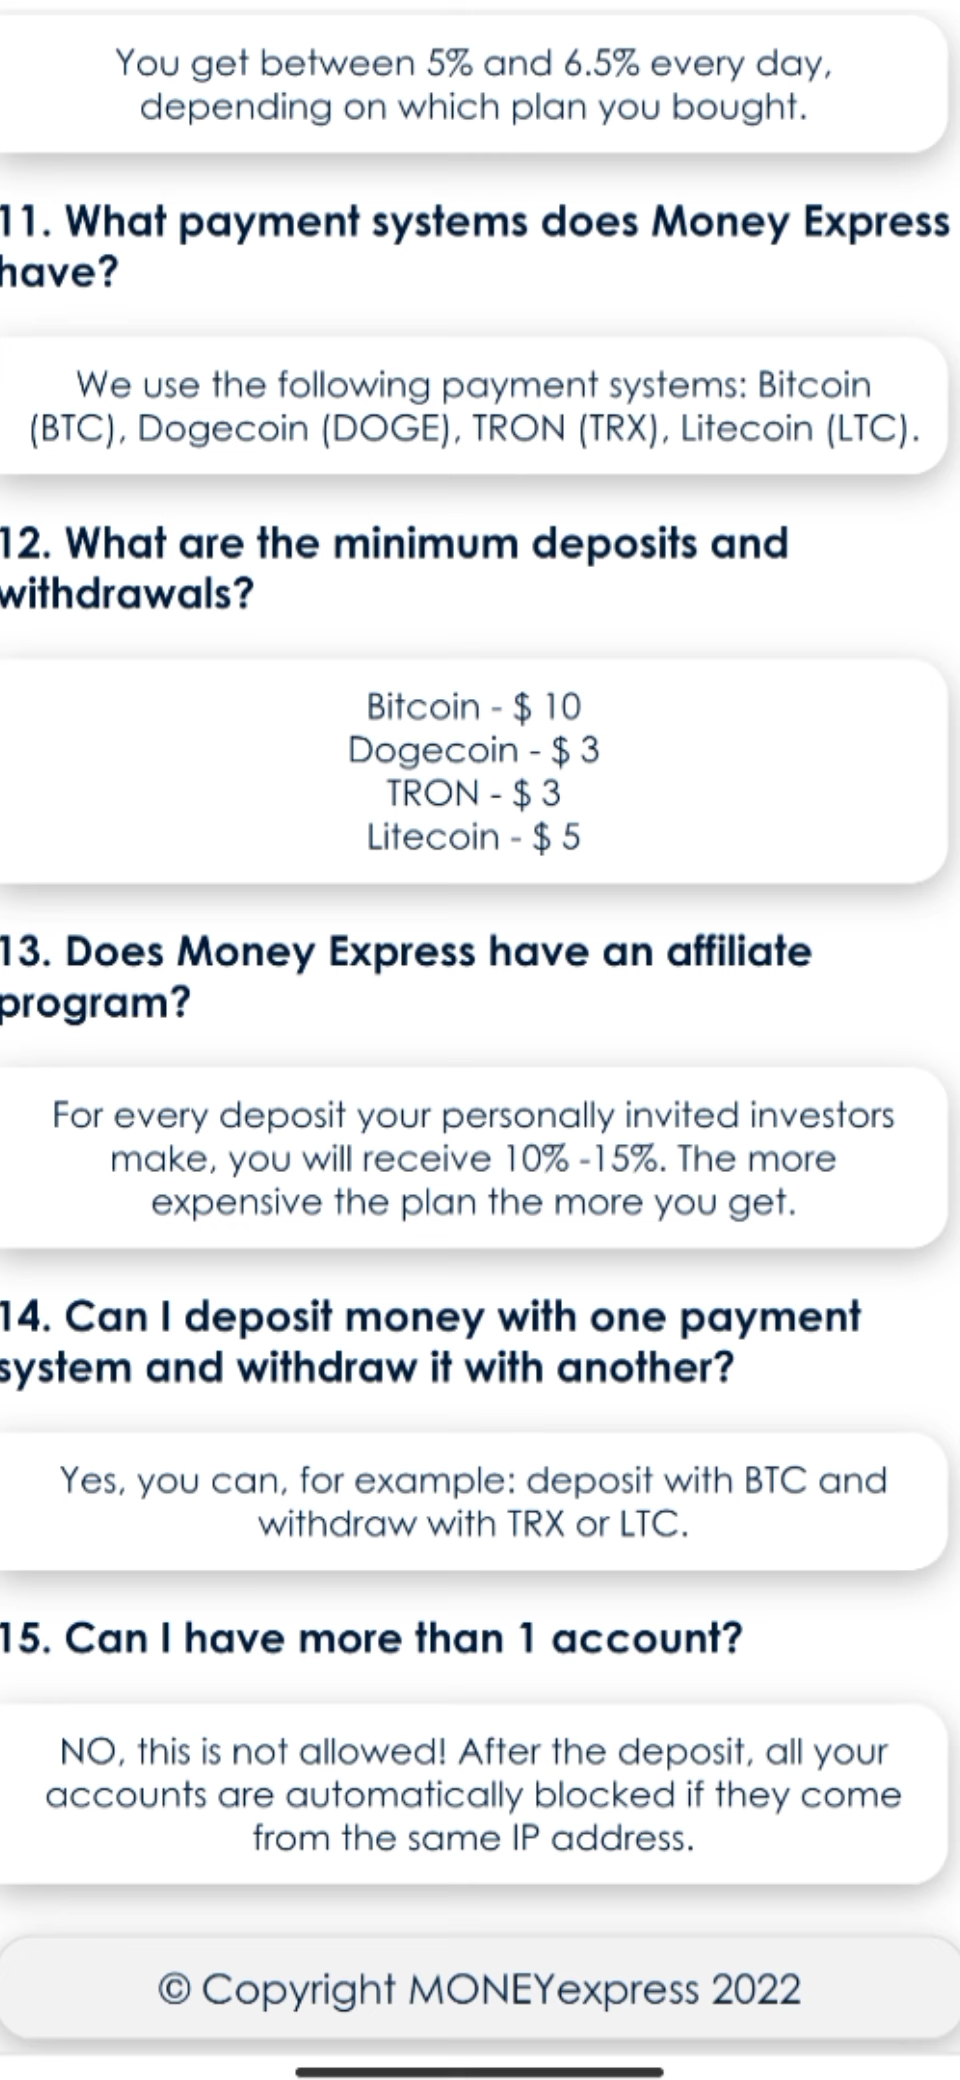 You get between 5% and 6.5% every day,
depending on which plan you bought.
11. What payment systems does Money Express
have?
We use the following payment systems: Bitcoin
(BTC), Dogecoin (DOGE), TRON (TRX), Litecoin (LTC).
12. What are the minimum deposits and
withdrawals?
Bitcoin - $ 10
Dogecoin - $ 3
TRON - $ 3
Litecoin - $ 5
13. Does Money Express have an affiliate
program?
For every deposit your personally invited investors
make, you will receive 10% -15%. The more
expensive the plan the more you get.
14. Can I deposit money with one payment
system and withdraw it with another?
Yes, you can, for example: deposit with BTC and
withdraw with TRX or LTC.
15. Can I have more than 1 account?
NO, this is not allowed! After the deposit, all your
accounts are automatically blocked if they come
from the same IP address.
© Copyright MONEYexpress 2022